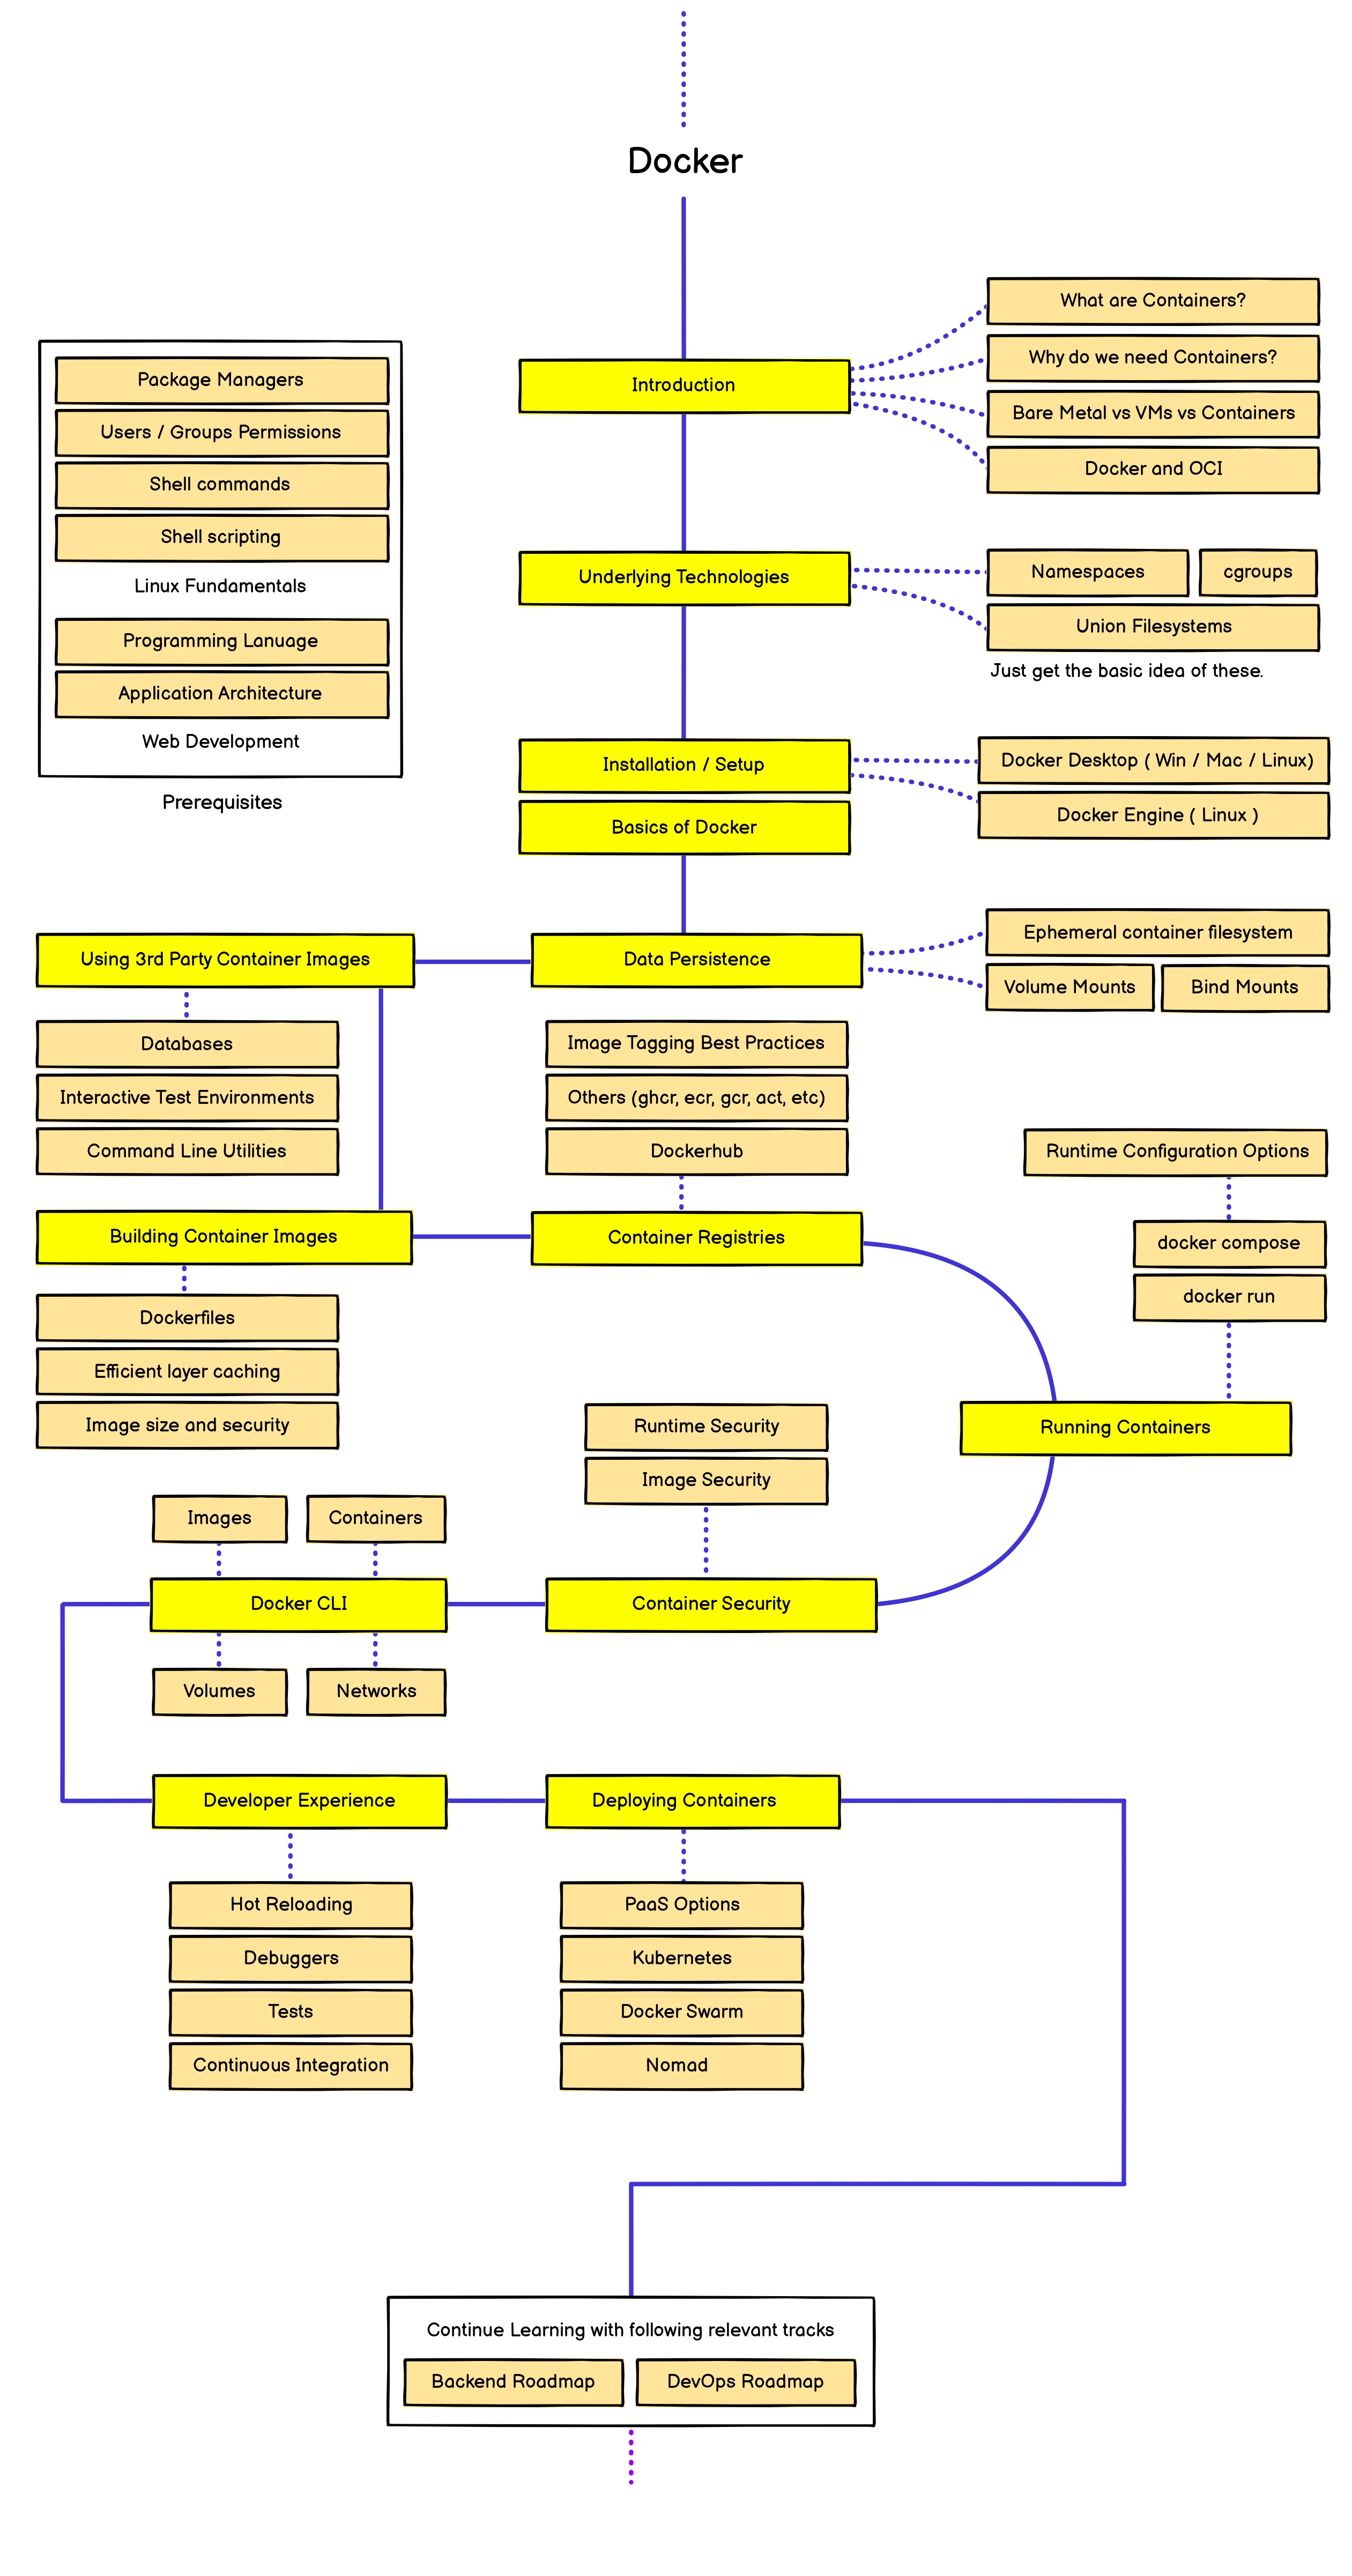 Docker
What are Containers?
Why do we need Containers?
Bare Metal vs VMs vs Containers
Docker and OCI
Introduction
Package Managers
Users / Groups Permissions
Shell commands
Shell scripting
Linux Fundamentals
Programming Lanuage
Application Architecture
Web Development
Prerequisites
Underlying Technologies
Namespaces
cgroups
Union Filesystems
Just get the basic idea of these.
Installation / Setup
Docker Desktop ( Win / Mac / Linux)
Docker Engine ( Linux )
Basics of Docker
Data Persistence
Ephemeral container filesystem
Volume Mounts
Bind Mounts
Using 3rd Party Container Images
Databases
Interactive Test Environments
Command Line Utilities
Image Tagging Best Practices
Others (ghcr, ecr, gcr, act, etc)
Dockerhub
Building Container Images
Container Registries
Dockerfiles
Efficient layer caching
Image size and security
Runtime Configuration Options
docker compose
docker run
Running Containers
Runtime Security
Image Security
Container Security
Images
Containers
Docker CLI
Volumes
Networks
Developer Experience
Hot Reloading
Debuggers
Tests
Continuous Integration
Deploying Containers
PaaS Options
Kubernetes
Docker Swarm
Nomad
Continue Learning with following relevant tracks
Backend Roadmap
DevOps Roadmap